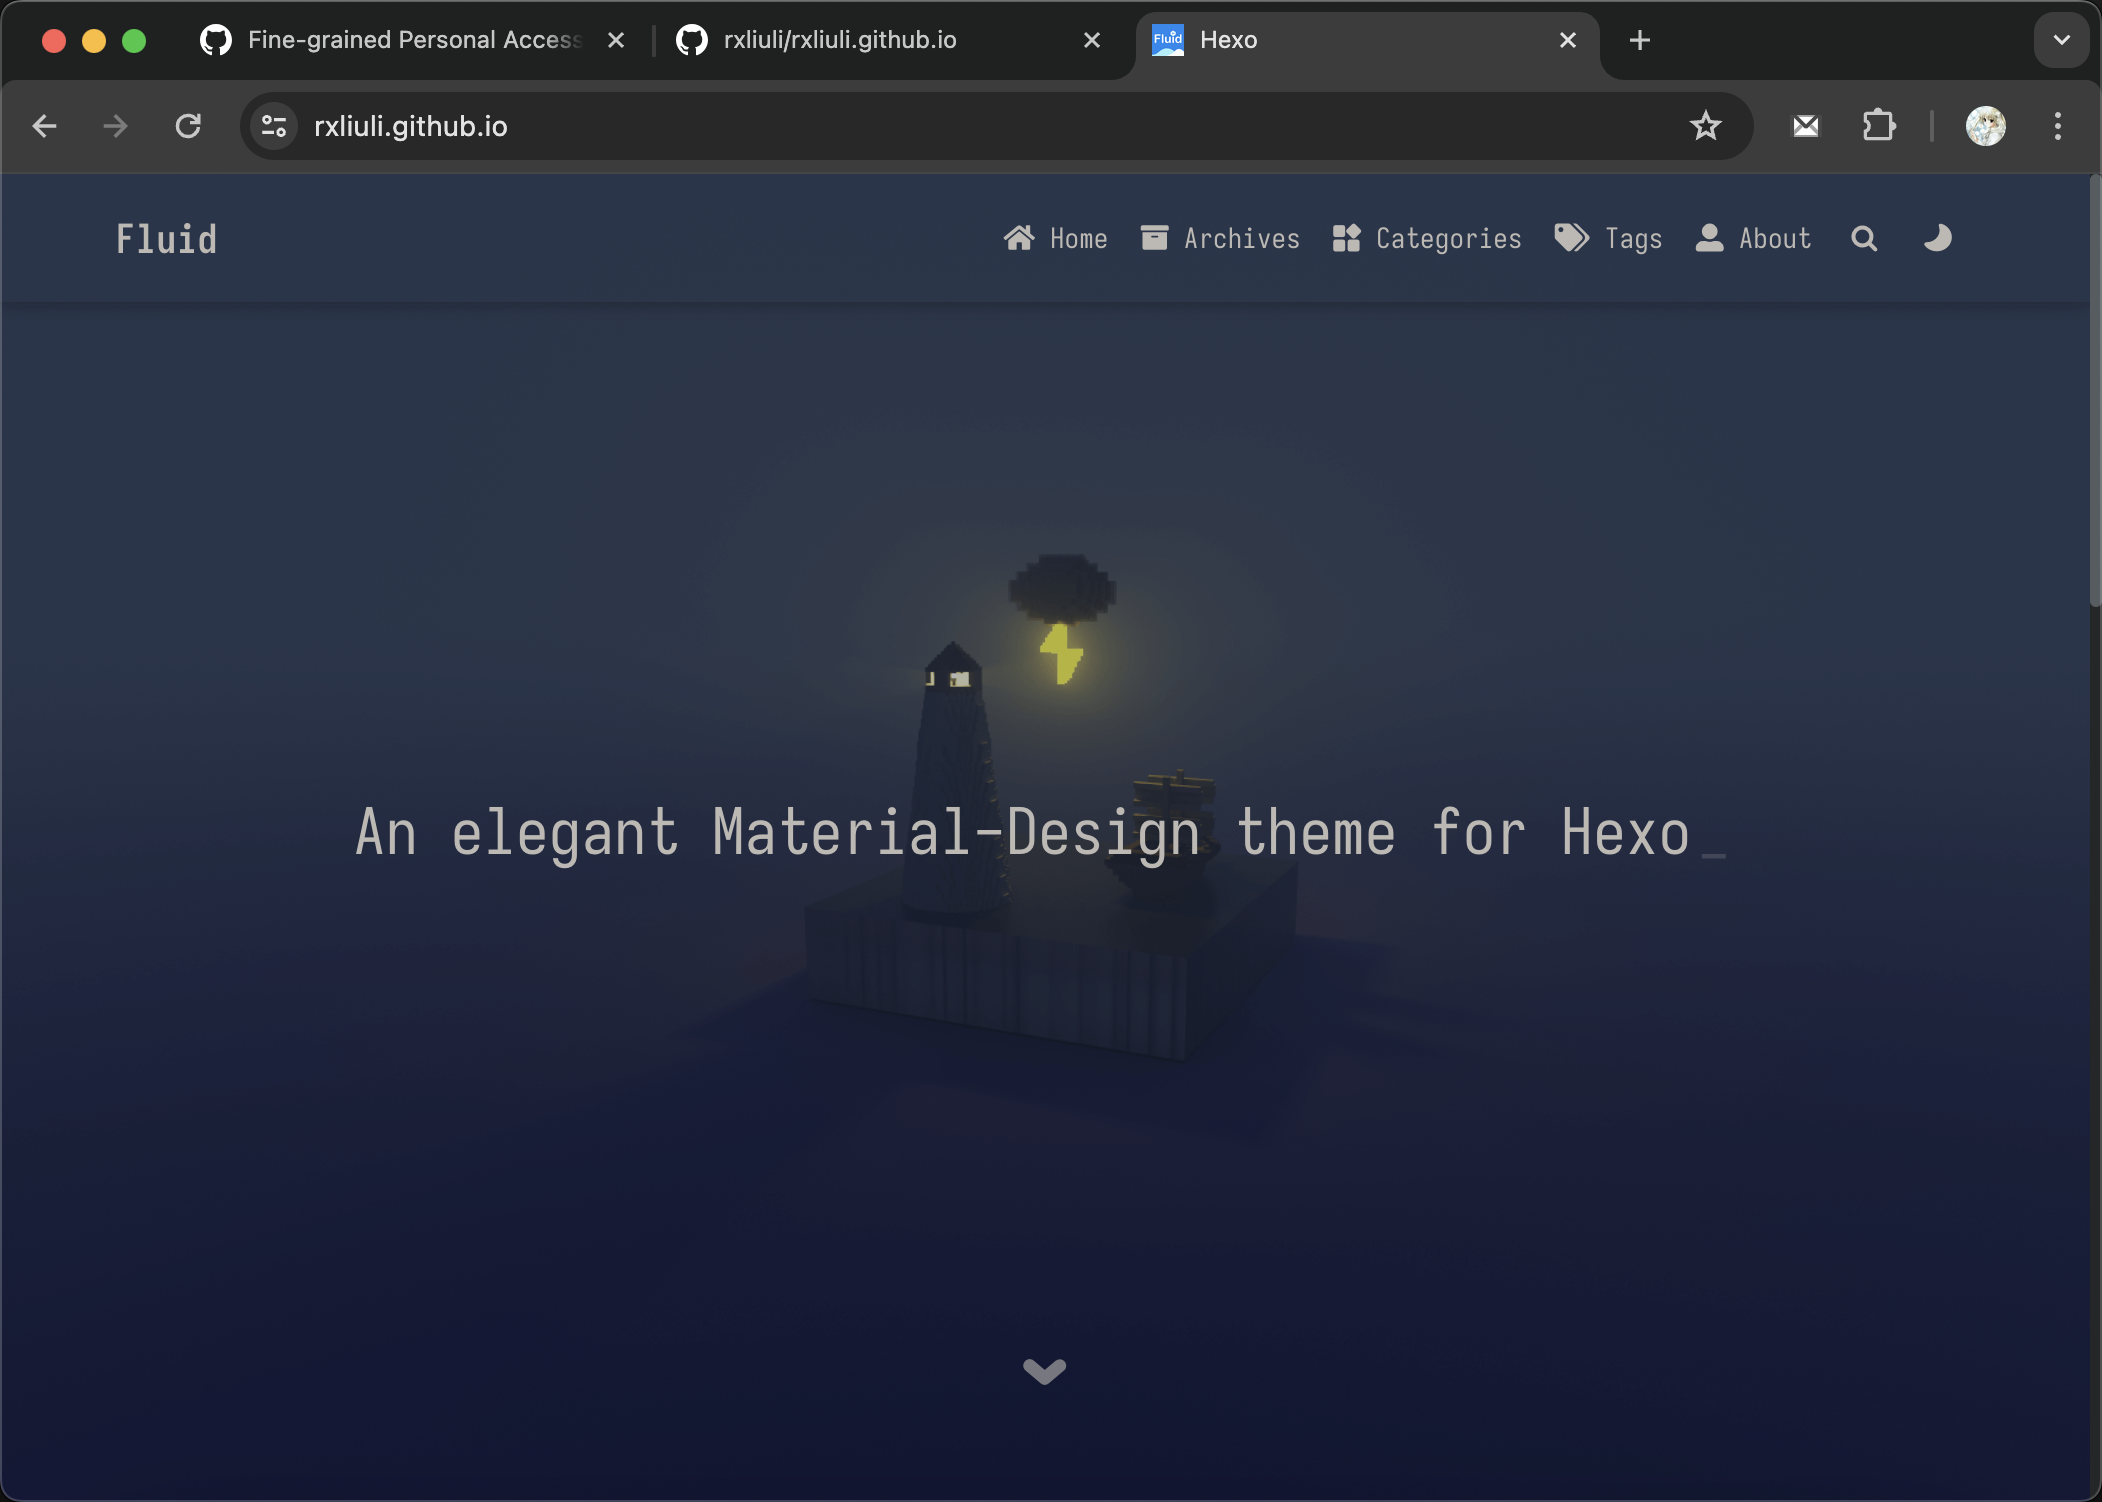 Fine-grained Personal Access
rxliuli/rxliuli.github.io
Fluid
Hexo
rxliuli.github.io
Fluid
Home
Archives
Categories
Tags
About
An elegant Material-Design theme for Hexo_